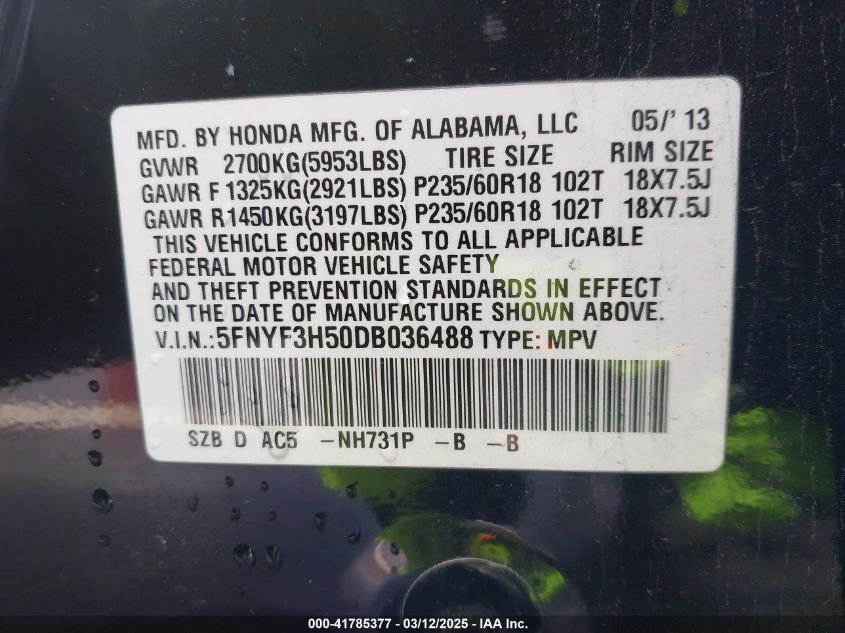 MFD. BY HONDA MFG. OF ALABAMA, LLC 05/' 13
GVWR 2700KG(5953LBS) TIRE SIZE RIM SIZE
GAWR F 1325KG(2921LBS) P235/60R18 102T 18X7.5J
GAWR R1450KG(3197LBS) P235/60R18 102T 18X7.5J
THIS VEHICLE CONFORMS TO ALL APPLICABLE
FEDERAL MOTOR VEHICLE SAFETY
AND THEFT PREVENTION STANDARDS IN EFFECT
ON THE DATE OF MANUFACTURE SHOWN ABOVE.
V.I.N.:5FNYF3H50DB036488 TYPE: MPV
SZB D AC5 -NH731P -B -B
000-41785377 - 03/12/2025 - IAA Inc.